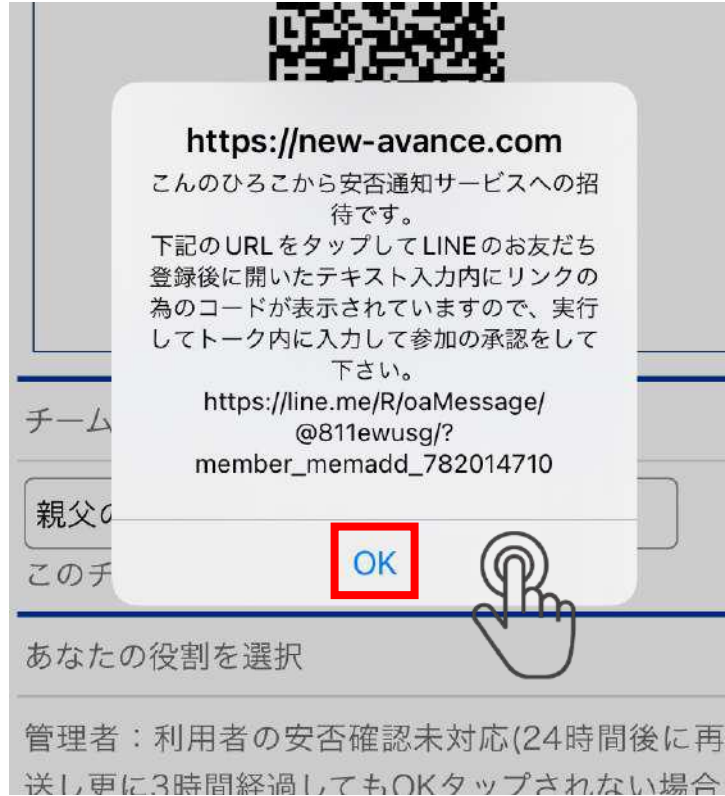 https://new-avance.com
こんのひろこから安否通知サービスへの招
待です。
下記のURLをタップしてLINEのお友だち
登録後に開いたテキスト入力内にリンクの
為のコードが表示されていますので、実行
してトーク内に入力して参加の承認をして
下さい。
https://line.me/R/oaMessage/
@811ewusg/?
member_memadd_782014710
OK
チーム
親父の
このチ
あなたの役割を選択
管理者：利用者の安否確認未対応(24時間後に再
送し更に3時間経過してもOKタップされない場合